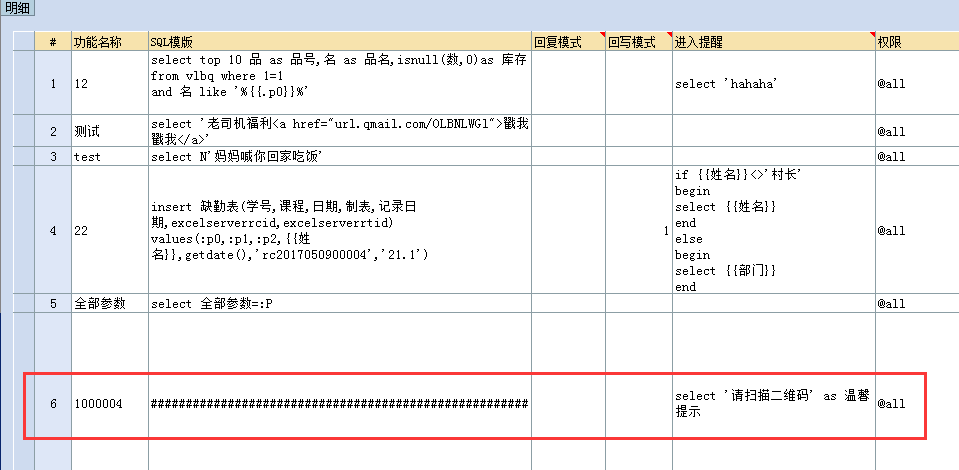 明细
# 功能名称 SQL模版 回复模式 回写模式 进入提醒 权限
select top 10 品 as 品号,名 as 品名,isnull(数,0)as 库存
from vlbq where 1=1
1 12 and 名 like '%{{.p0}}%' select 'hahaha' @all
select '老司机福利<a href="url.qmail.com/OLBNLWGl">戳我
2 测试 戳我</a>' @all
3 test select N'妈妈喊你回家吃饭' @all
if {{姓名}}<>'村长'
begin
insert 缺勤表(学号,课程,日期,制表,记录日 select {{姓名}}
期,excelserverrcid,excelserverrtid) end
4 22 values(:p0,:p1,:p2,{{姓 1 else @all
名}},getdate(),'rc2017050900004','21.1') begin
select {{部门}}
end
5 全部参数 select 全部参数=:P @all
select '请扫描二维码' as 温馨
6 1000004 ###################################################### 提示 @all